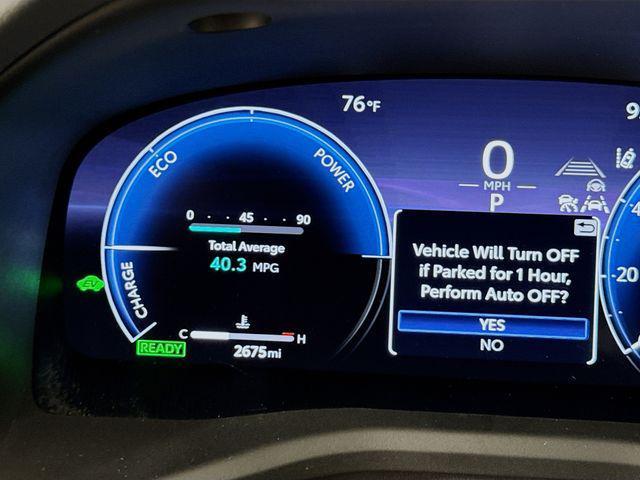 76°F
0
MPH
P
ECO
POWER
0 45 90
Total Average
40.3 MPG
EV
CHARGE
C H
READY
2675mi
Vehicle Will Turn OFF
if Parked for 1 Hour,
Perform Auto OFF?
YES
NO
20